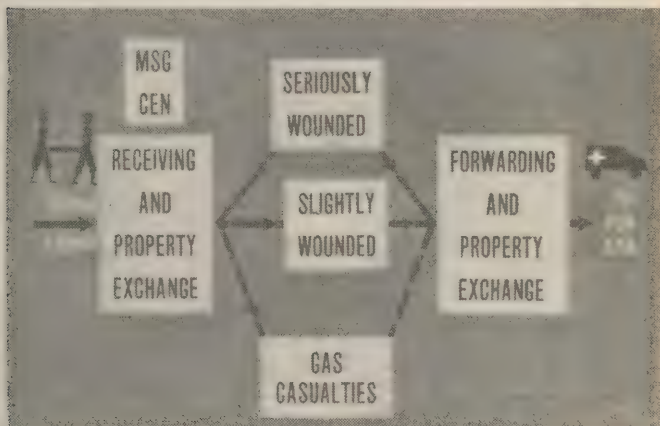 MSG
CEN
RECEIVING
AND
PROPERTY
EXCHANGE
SERIOUSLY
WOUNDED
SLIGHTLY
WOUNDED
GAS
CASUALTIES
FORWARDING
AND
PROPERTY
EXCHANGE